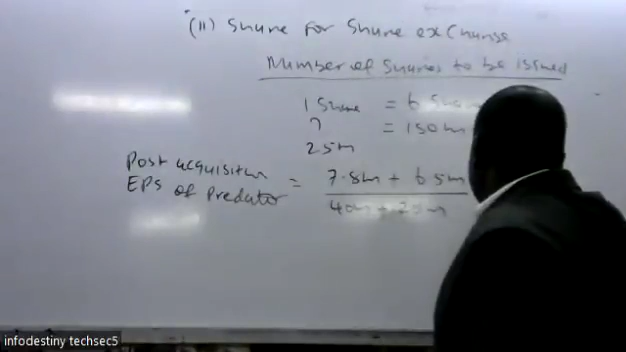 (ii) Share for Share exchange
Number of Shares to be issued
1 Share = 6 Shares
? = 150m
25m
Post acquisition
EPS of Predator = 7.8m + 6.5m
40m + 25m
infodestiny techsec5